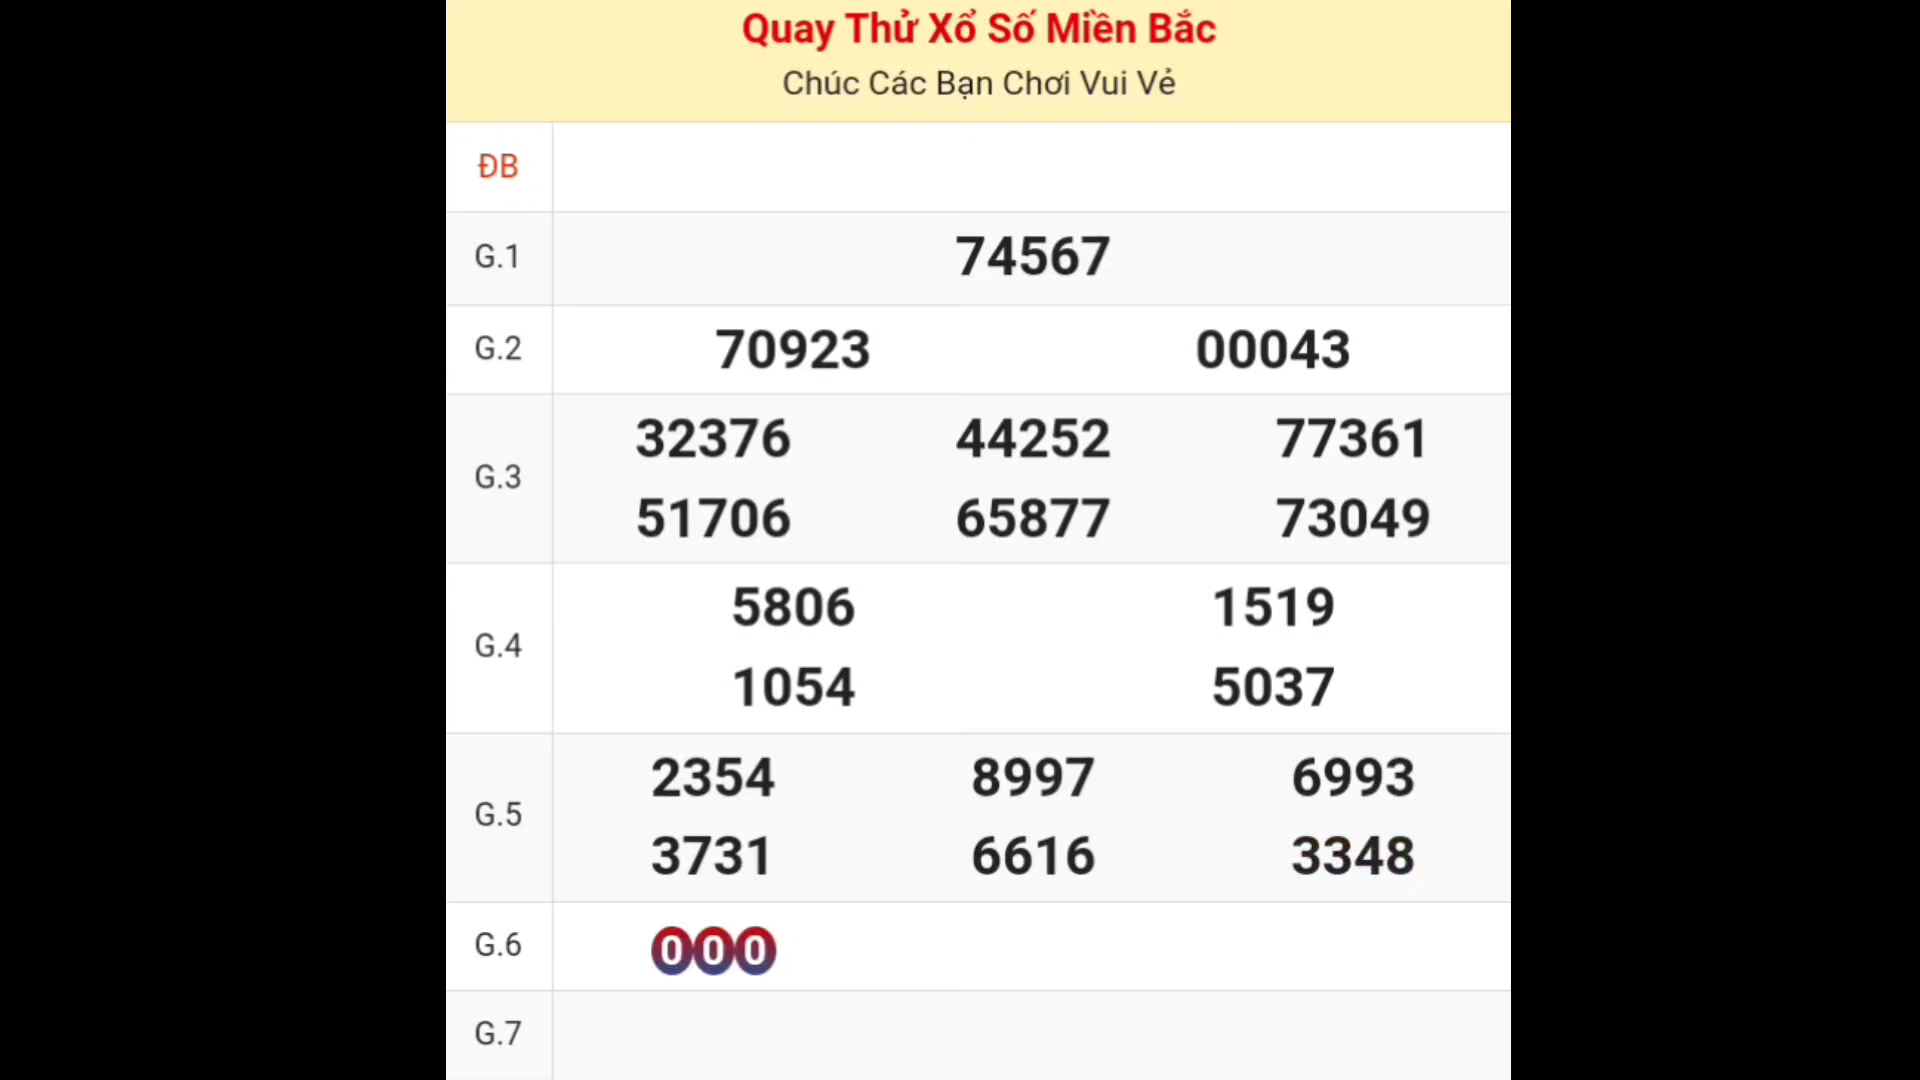 Quay Thử Xổ Số Miền Bắc
Chúc Các Bạn Chơi Vui Vẻ
ĐB
G.1 74567
G.2 70923 00043
G.3 32376 44252 77361
51706 65877 73049
G.4 5806 1519
1054 5037
G.5 2354 8997 6993
3731 6616 3348
G.6 000
G.7